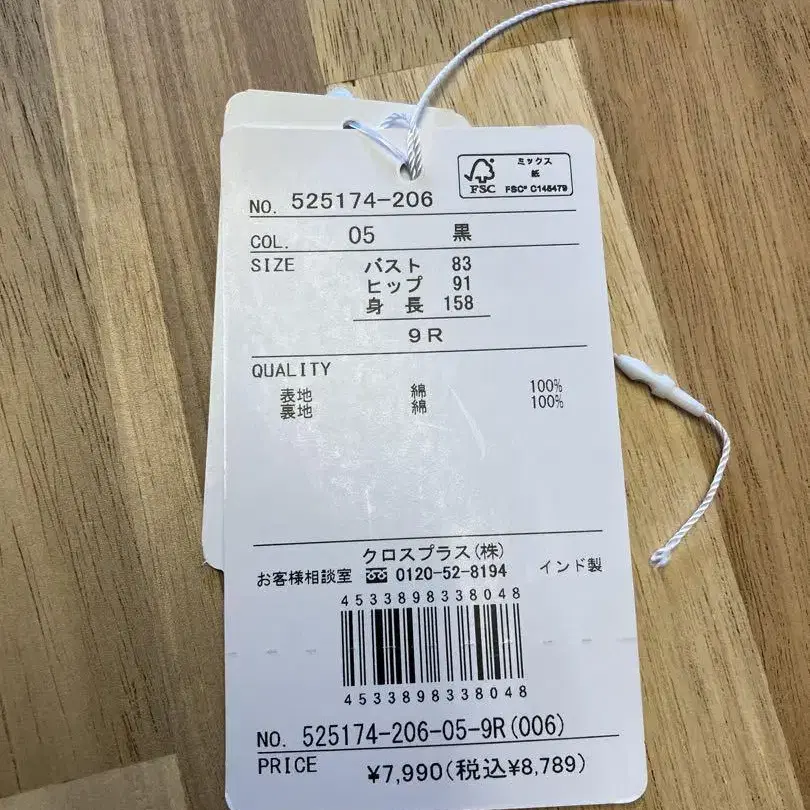 ミックス
紙
FSC® C145479
FSC
NO. 525174-206
COL. 05 黒
SIZE バスト 83
ヒップ 91
身長 158
9R
QUALITY
表地 綿 100%
裏地 綿 100%
クロスプラス(株)
お客様相談室 0120-52-8194 インド製
4533898338048
4533898338048
NO. 525174-206-05-9R(006)
PRICE ¥7,990(税込¥8,789)